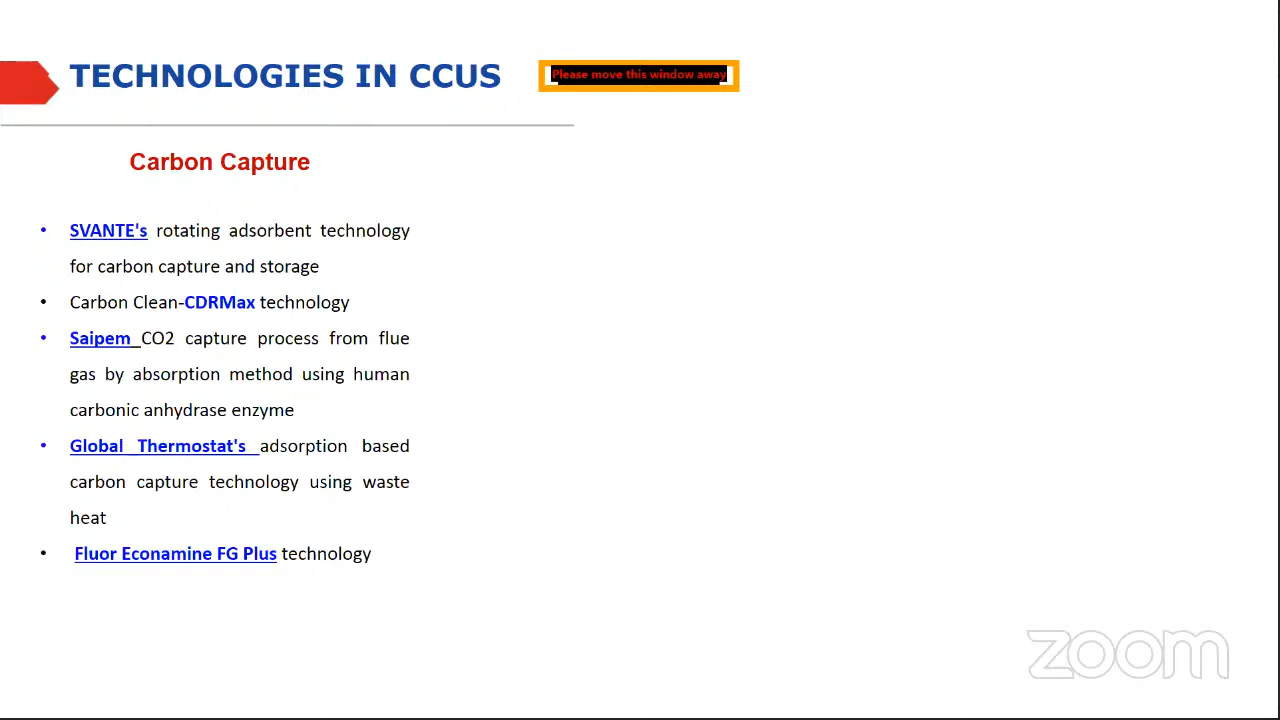 TECHNOLOGIES IN CCUS
Please move this window away
Carbon Capture
• SVANTE's rotating adsorbent technology
for carbon capture and storage
• Carbon Clean-CDRMax technology
• Saipem CO2 capture process from flue
gas by absorption method using human
carbonic anhydrase enzyme
• Global Thermostat's adsorption based
carbon capture technology using waste
heat
• Fluor Econamine FG Plus technology
zoom